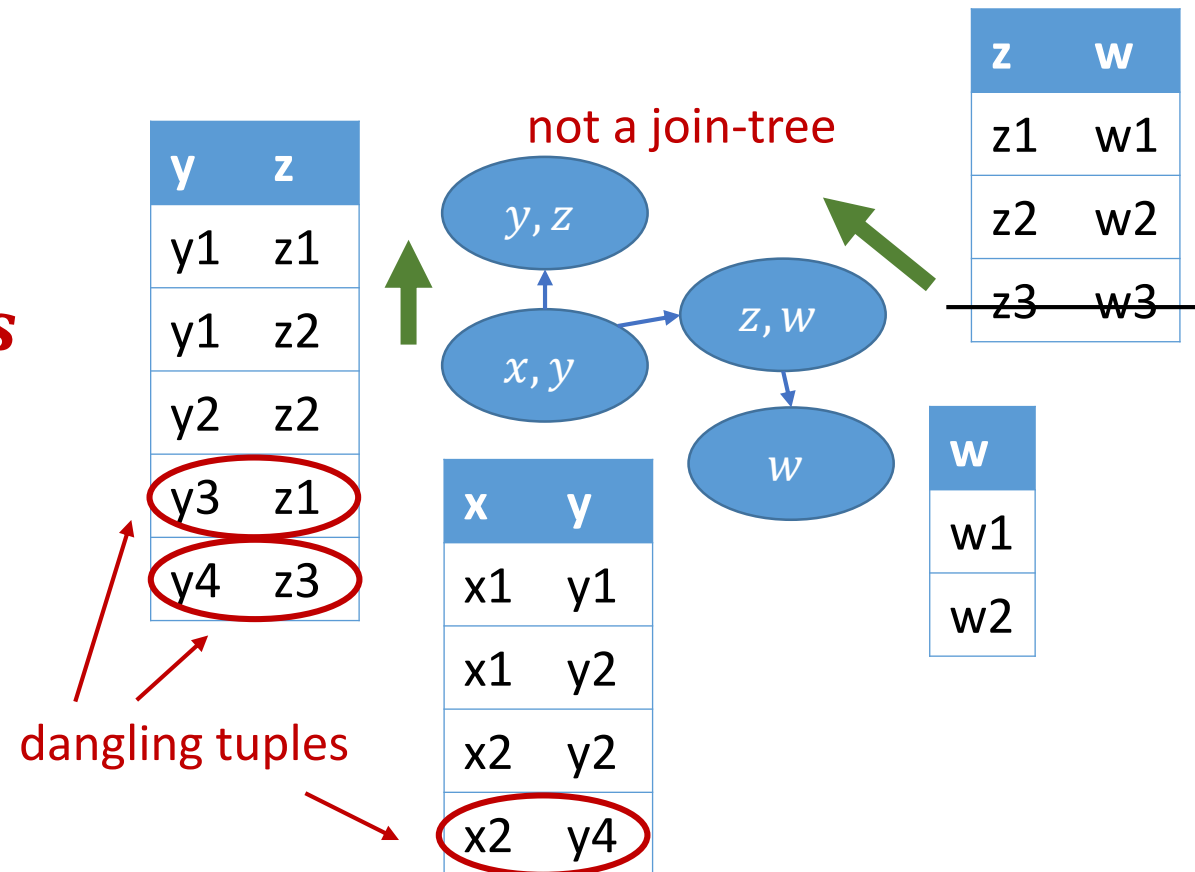 z w
z1 w1
z2 w2
z3 w3
not a join-tree
y z
y1 z1
y1 z2
y2 z2
y3 z1
y4 z3
s
y, z
z, w
x, y
w
w
w1
w2
x y
x1 y1
x1 y2
x2 y2
x2 y4
dangling tuples